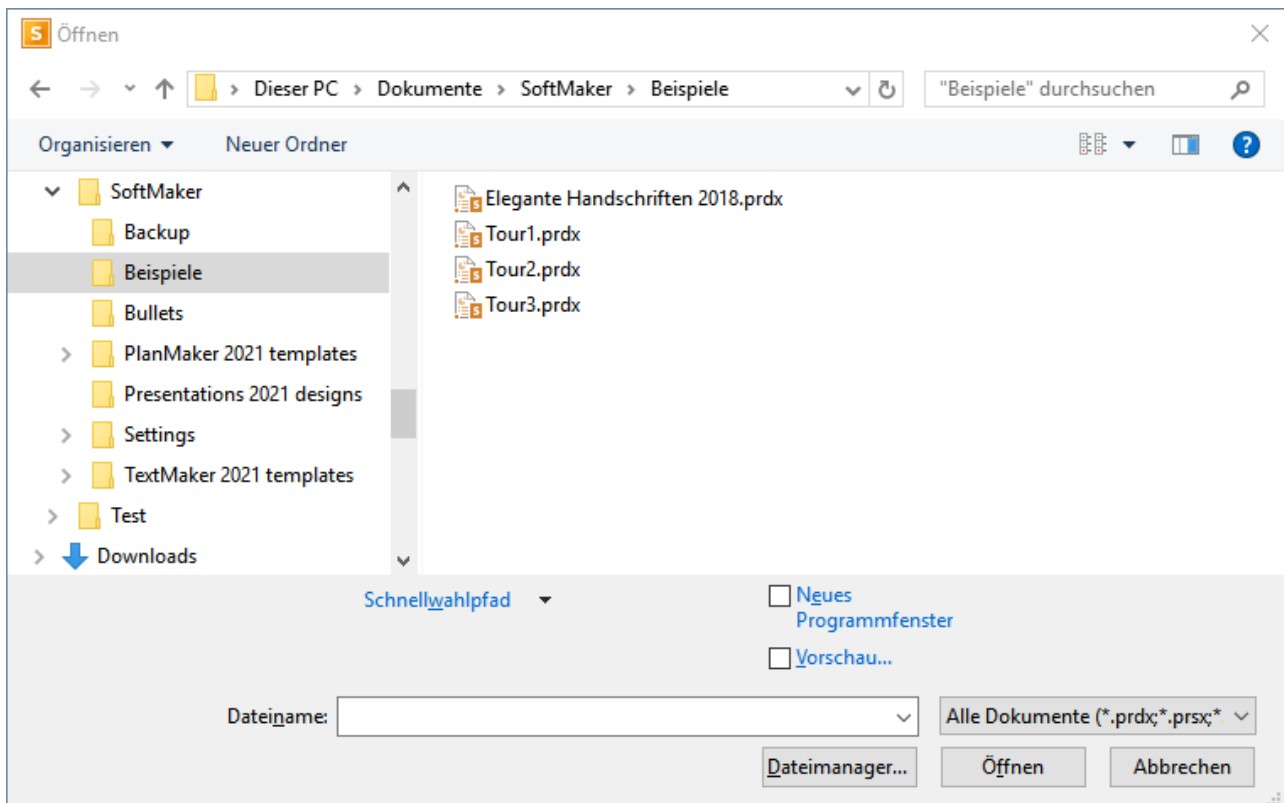 S Öffnen
Dieser PC > Dokumente > SoftMaker > Beispiele
"Beispiele" durchsuchen
Organisieren
Neuer Ordner
SoftMaker
Backup
Beispiele
Bullets
PlanMaker 2021 templates
Presentations 2021 designs
Settings
TextMaker 2021 templates
Test
Downloads
Elegante Handschriften 2018.prdx
Tour1.prdx
Tour2.prdx
Tour3.prdx
Schnellwahlpfad
Neues
Programmfenster
Vorschau...
Dateiname:
Alle Dokumente (*.prdx;*.prsx;*
Dateimanager...
Öffnen
Abbrechen